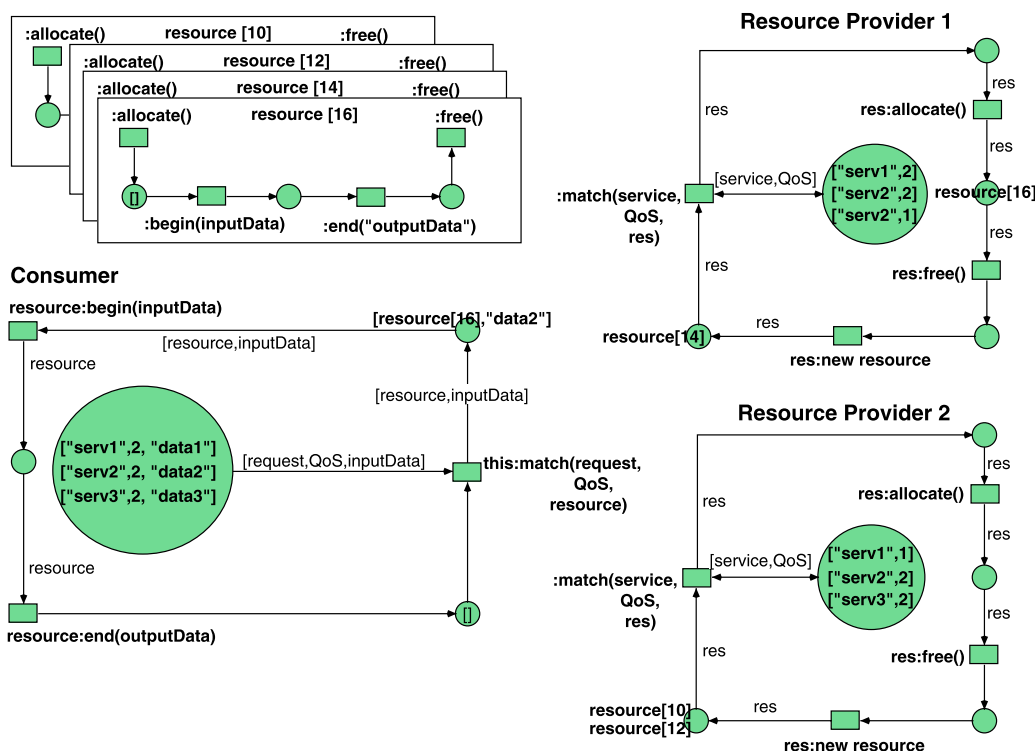 :allocate() resource [10] :free()
:allocate() resource [12] :free()
:allocate() resource [14] :free()
:allocate() resource [16] :free()
[]
:begin(inputData) :end("outputData")
Consumer
resource:begin(inputData)
[resource[16],"data2"]
[resource,inputData]
resource
[resource,inputData]
["serv1",2, "data1"]
["serv2",2, "data2"]
["serv3",2, "data3"]
[request,QoS,inputData]
this:match(request,
QoS,
resource)
resource
[]
resource:end(outputData)
Resource Provider 1
res
res
res:allocate()
res
[service,QoS]
["serv1",2]
["serv2",2]
["serv2",1]
resource[16]
:match(service,
QoS,
res)
res
res
res:free()
resource[14]
res
res:new resource
Resource Provider 2
res
res
res:allocate()
res
[service,QoS]
["serv1",1]
["serv2",2]
["serv3",2]
:match(service,
QoS,
res)
res
res
res:free()
resource[10]
resource[12]
res
res:new resource